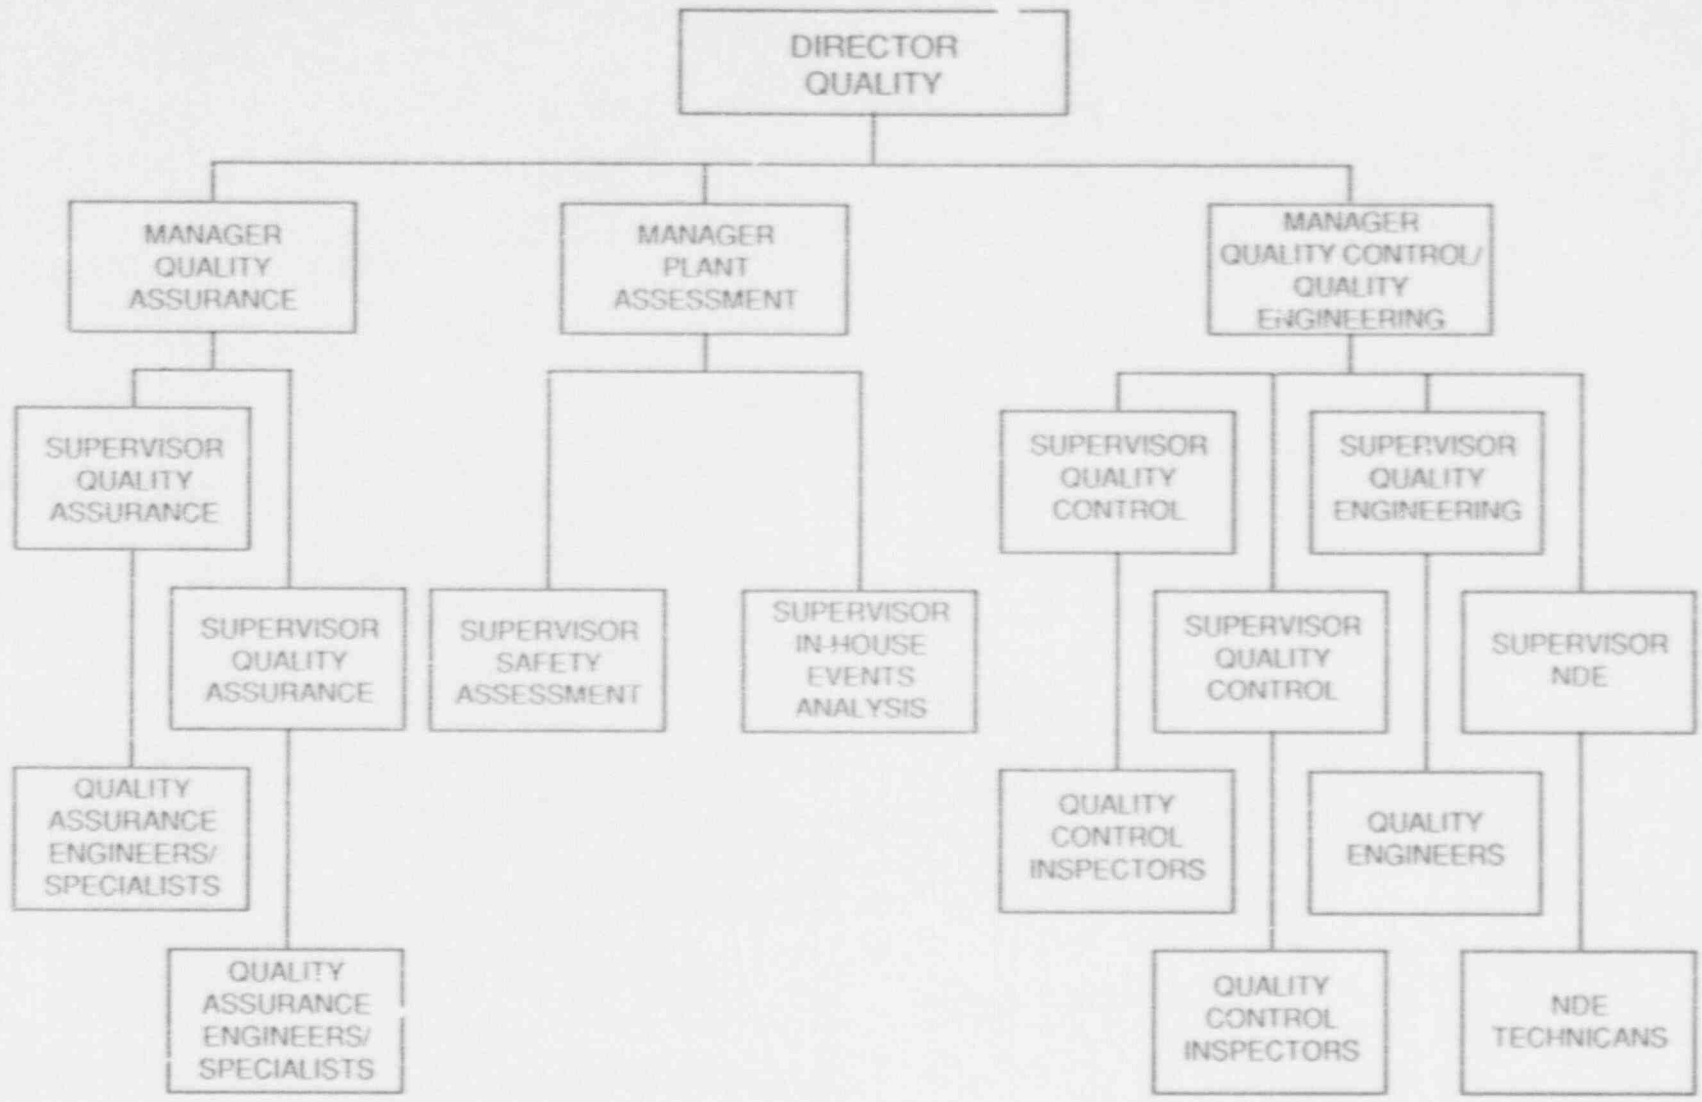 DIRECTOR
QUALITY
MANAGER
QUALITY
ASSURANCE
MANAGER
PLANT
ASSESSMENT
MANAGER
QUALITY CONTROL/
QUALITY
ENGINEERING
SUPERVISOR
QUALITY
ASSURANCE
SUPERVISOR
QUALITY
CONTROL
SUPERVISOR
QUALITY
ENGINEERING
SUPERVISOR
QUALITY
ASSURANCE
SUPERVISOR
SAFETY
ASSESSMENT
SUPERVISOR
IN-HOUSE
EVENTS
ANALYSIS
SUPERVISOR
QUALITY
CONTROL
SUPERVISOR
NDE
QUALITY
ASSURANCE
ENGINEERS/
SPECIALISTS
QUALITY
CONTROL
INSPECTORS
QUALITY
ENGINEERS
QUALITY
ASSURANCE
ENGINEERS/
SPECIALISTS
QUALITY
CONTROL
INSPECTORS
NDE
TECHNICANS